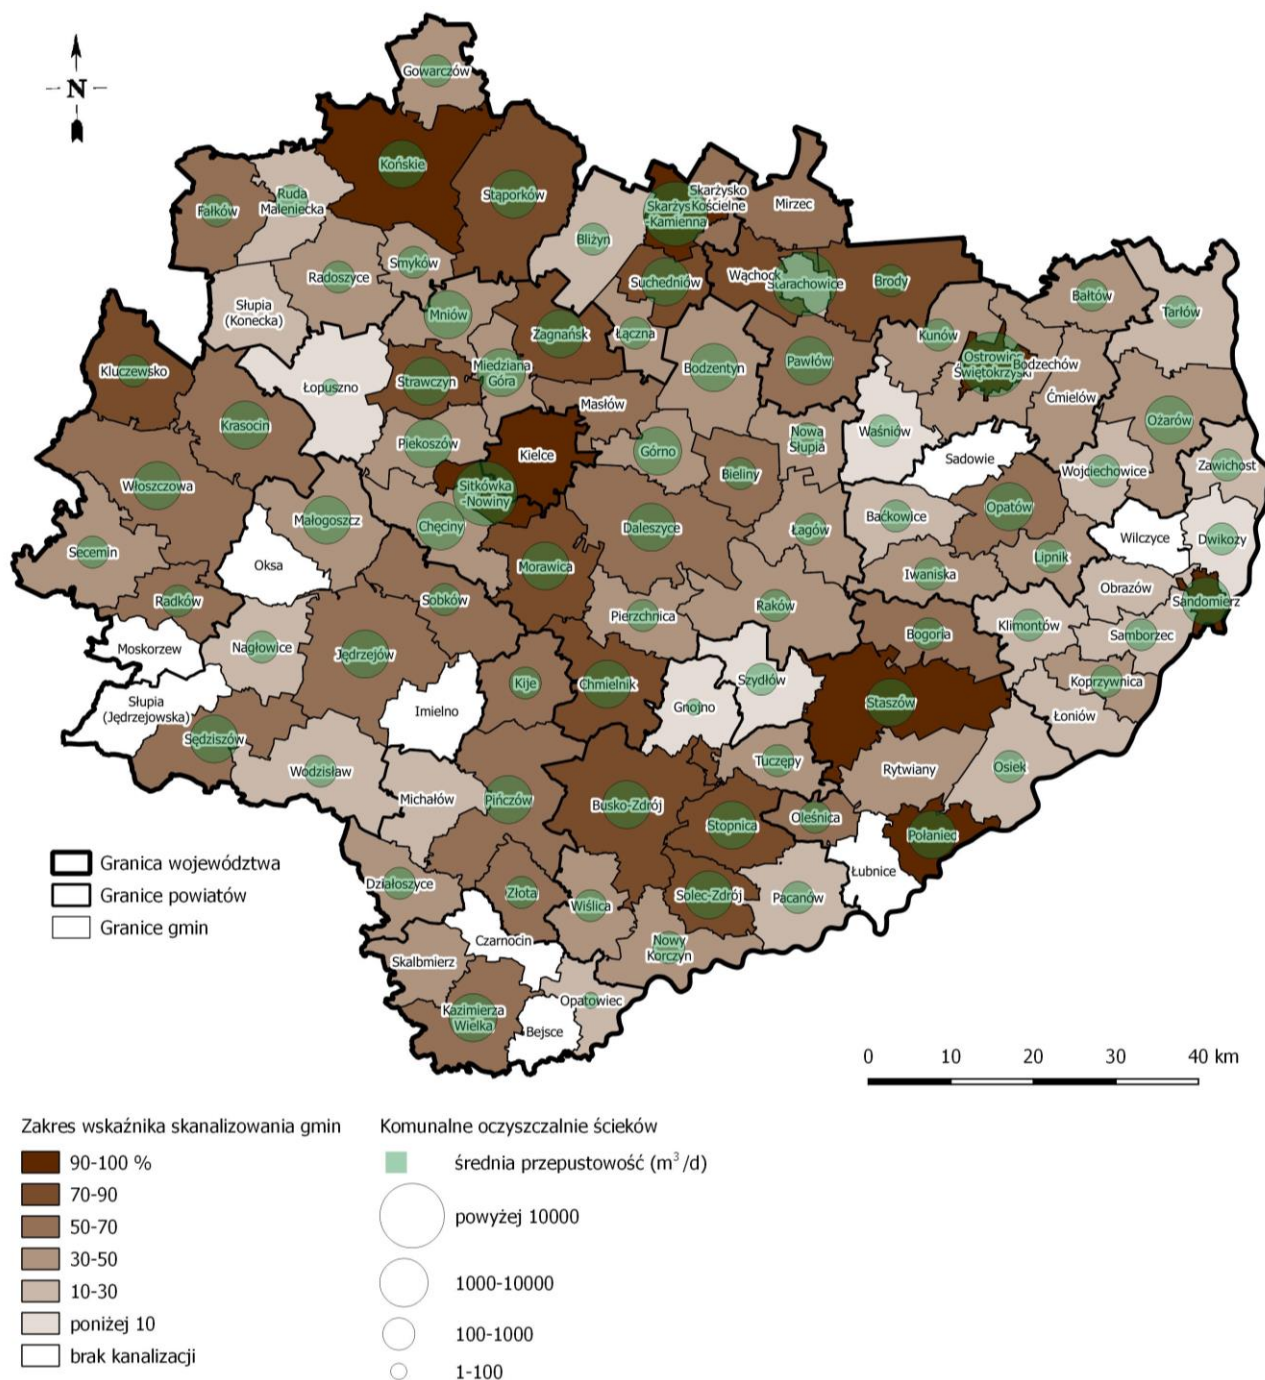 N
Gowarczów
Końskie
Stąporków
Fałków
Ruda
Maleniecka
Skarżysko
Kościelne
Skarżys
-Kamienna
Mirzec
Bliżyn
Radoszyce
Smyków
Suchedniów
Wąchock
Starachowice
Brody
Bałtów
Tarłów
Słupia
(Konecka)
Mniów
Zagnańsk
Łączna
Kunów
Kluczewsko
Łopuszno
Strawczyn
Miedziana
Góra
Bodzentyn
Pawłów
Ostrowiec
Świętokrzyski
Bodzechów
Ćmielów
Krasocin
Masłów
Ożarów
Piekoszów
Kielce
Górno
Nowa
Słupia
Waśniów
Sadowie
Wojciechowice
Zawichost
Włoszczowa
Sitkówka
-Nowiny
Bieliny
Małogoszcz
Chęciny
Daleszyce
Łagów
Baćkowice
Opatów
Wilczyce
Dwikozy
Secemin
Oksa
Morawica
Iwaniska
Lipnik
Radków
Sobków
Pierzchnica
Raków
Obrazów
Sandomierz
Moskorzew
Nagłowice
Jędrzejów
Bogoria
Klimontów
Samborzec
Słupia
(Jędrzejowska)
Imielno
Kije
Chmielnik
Gnojno
Szydłów
Staszów
Koprzywnica
Łoniów
Sędziszów
Wodzisław
Michałów
Pińczów
Busko-Zdrój
Tuczępy
Rytwiany
Osiek
Stopnica
Oleśnica
Połaniec
Działoszyce
Złota
Wiślica
Solec-Zdrój
Pacanów
Łubnice
Skalbmierz
Czarnocin
Nowy
Korczyn
Kazimierza
Wielka
Bejsce
Opatowiec
Granica województwa
Granice powiatów
Granice gmin
0 10 20 30 40 km
Zakres wskaźnika skanalizowania gmin
90-100 %
70-90
50-70
30-50
10-30
poniżej 10
brak kanalizacji
Komunalne oczyszczalnie ścieków
średnia przepustowość (m³/d)
powyżej 10000
1000-10000
100-1000
1-100